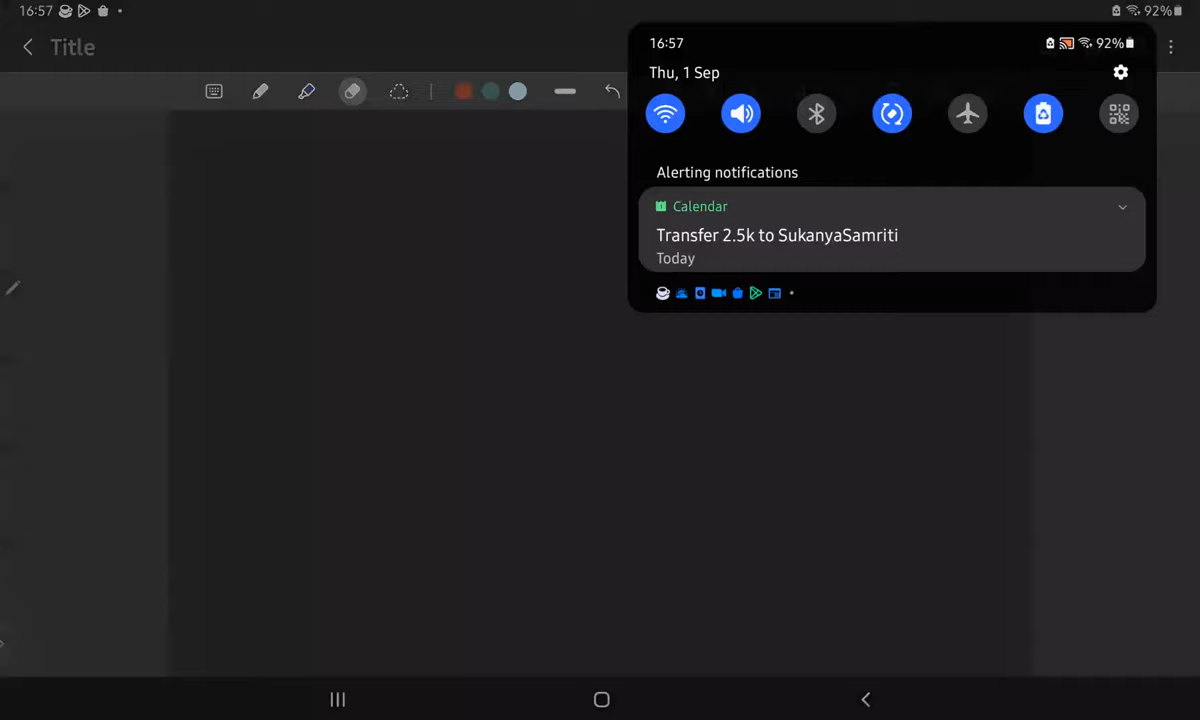 16:57
92%
Title
16:57
92%
Thu, 1 Sep
Alerting notifications
Calendar
Transfer 2.5k to SukanyaSamriti
Today